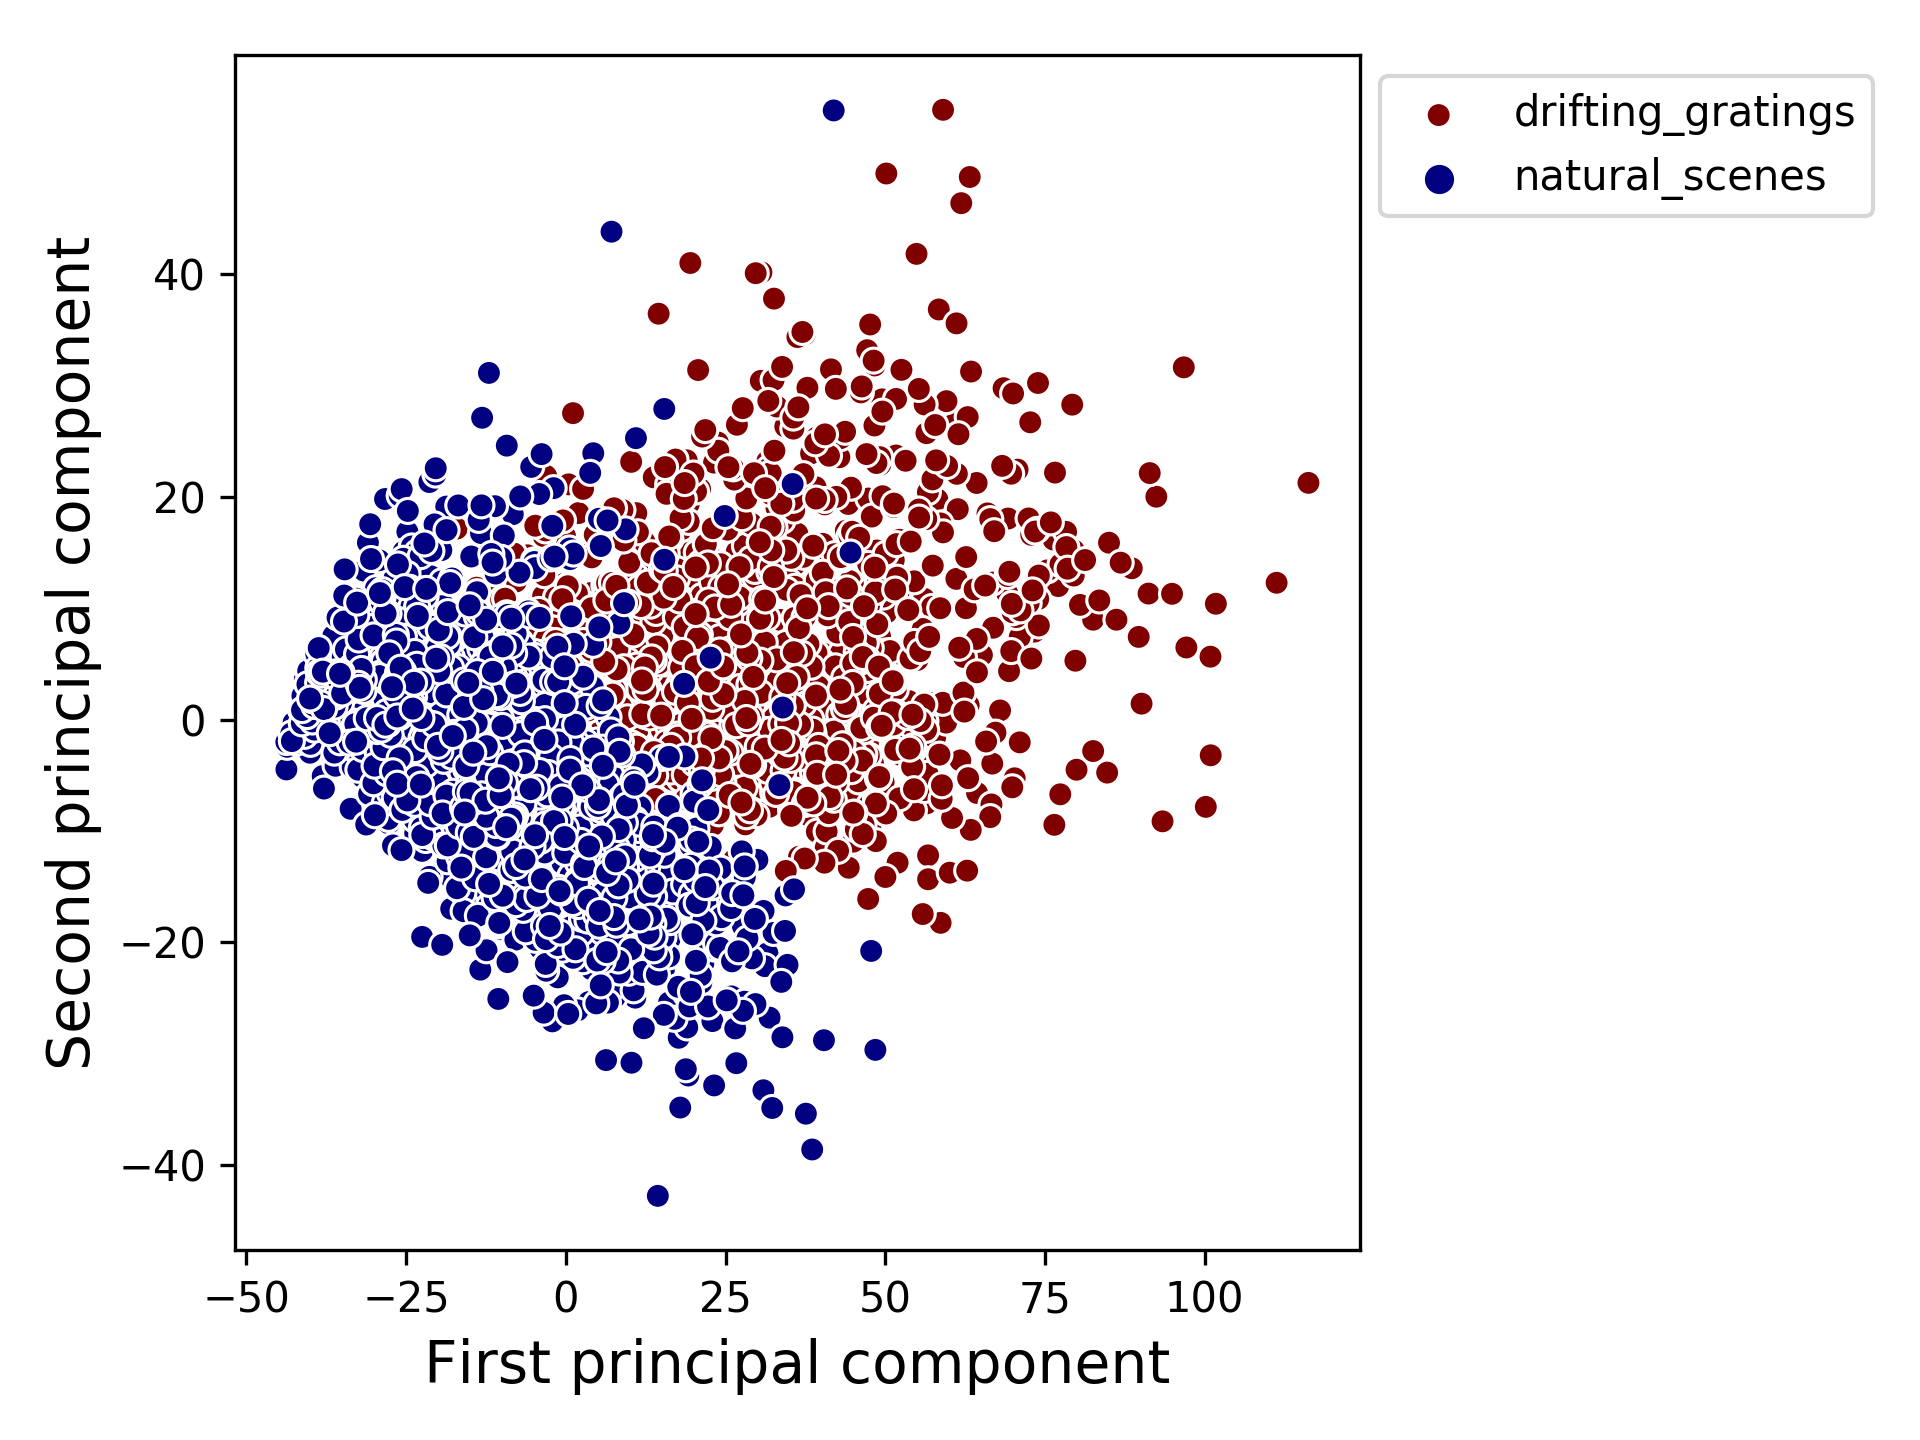 drifting_gratings
natural_scenes
Second principal component
40
20
0
−20
−40
−50 −25 0 25 50 75 100
First principal component